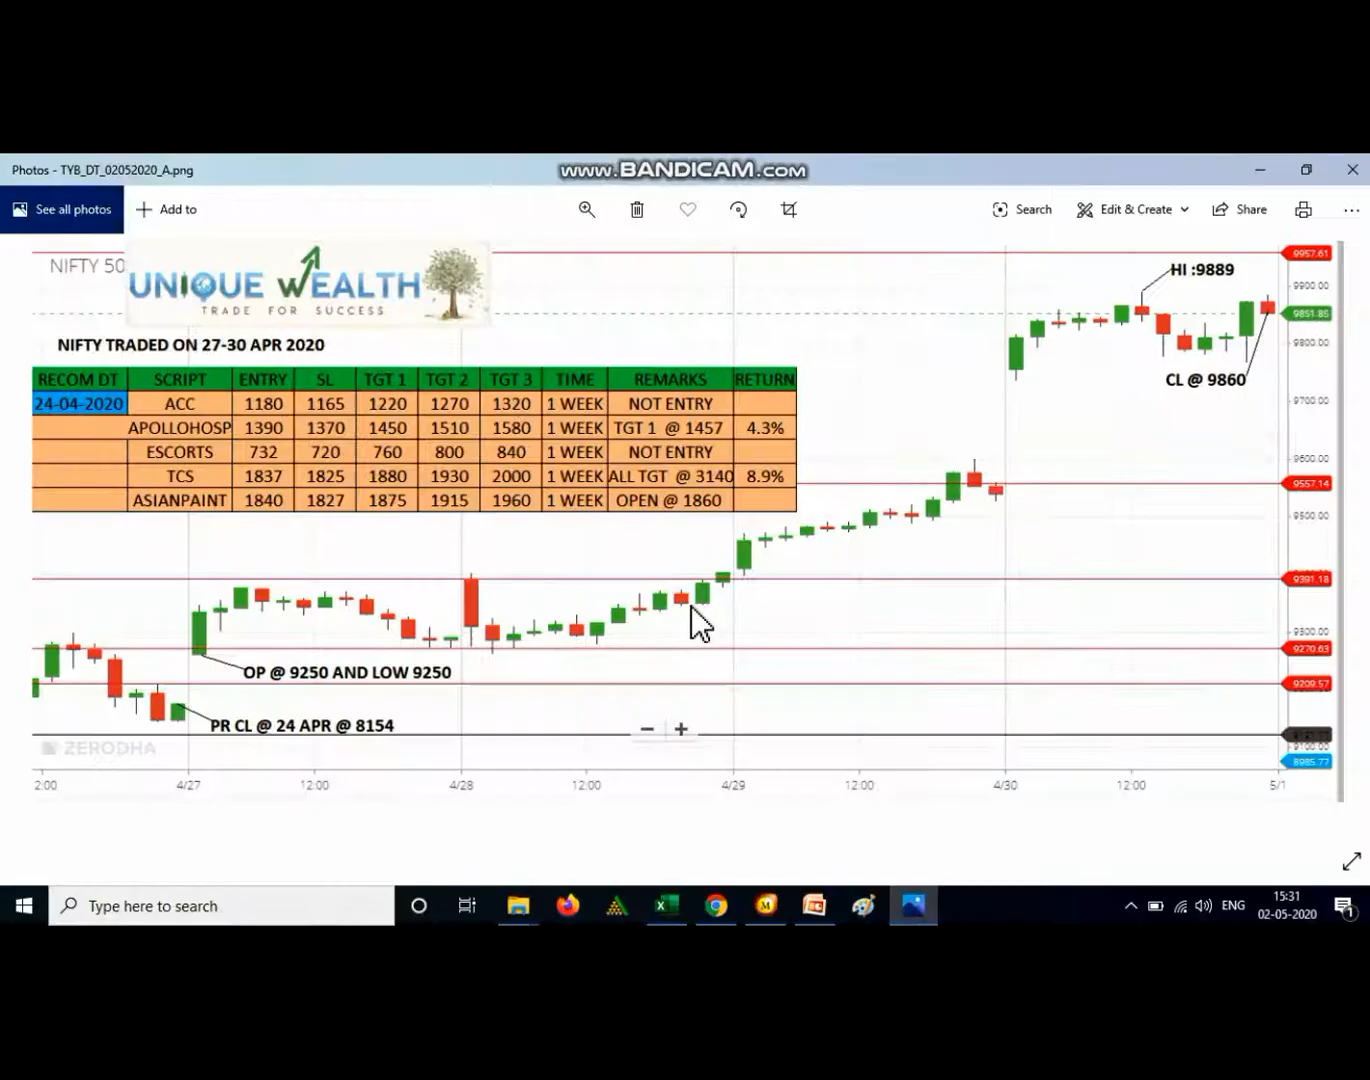 www.BANDICAM.com
Photos - TYB_DT_02052020_A.png
See all photos
Add to
Search
Edit & Create
Share
NIFTY 50
UNIQUE WEALTH
TRADE FOR SUCCESS
NIFTY TRADED ON 27-30 APR 2020
RECOM DT SCRIPT ENTRY SL TGT 1 TGT 2 TGT 3 TIME REMARKS RETURN
24-04-2020 ACC 1180 1165 1220 1270 1320 1 WEEK NOT ENTRY
APOLLOHOSP 1390 1370 1450 1510 1580 1 WEEK TGT 1 @ 1457 4.3%
ESCORTS 732 720 760 800 840 1 WEEK NOT ENTRY
TCS 1837 1825 1880 1930 2000 1 WEEK ALL TGT @ 3140 8.9%
ASIANPAINT 1840 1827 1875 1915 1960 1 WEEK OPEN @ 1860
HI :9889
CL @ 9860
OP @ 9250 AND LOW 9250
PR CL @ 24 APR @ 8154
ZERODHA
9957.61
9900.00
9851.85
9800.00
9700.00
9600.00
9557.14
9500.00
9391.18
9300.00
9270.63
9209.57
9100.00
8985.77
2:00 4/27 12:00 4/28 12:00 4/29 12:00 4/30 12:00 5/1
Type here to search
ENG
15:31
02-05-2020
1